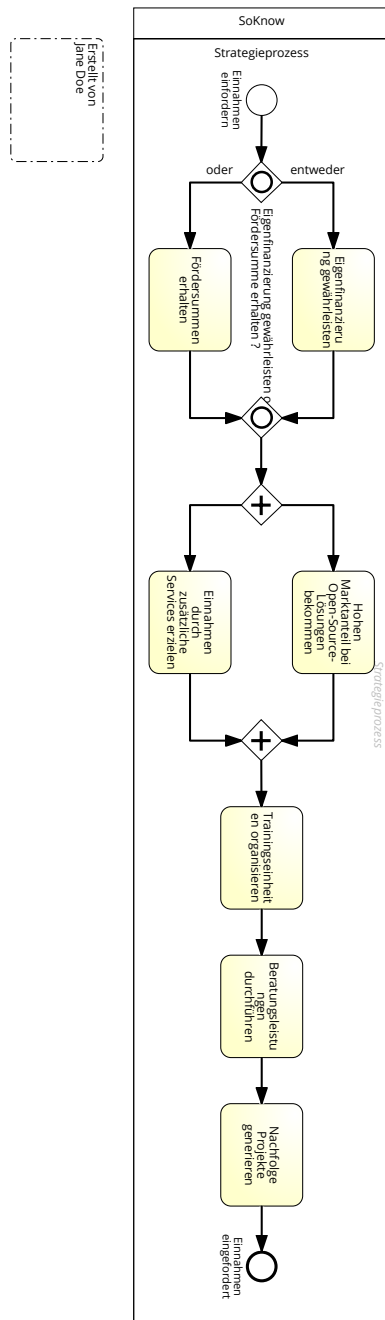 SoKnow
Strategieprozess
Erstellt von
Jane Doe
Einnahmen
einfordern
oder
entweder
Eigenfinanzierung gewährleisten o
Fördersumme erhalten ?
Fördersummen
erhalten
Eigenfinanzieru
ng gewährleisten
Einnahmen
durch
zusätzliche
Services erzielen
Hohen
Marktanteil bei
Open-Source-
Lösungen
bekommen
Strategieprozess
Trainingseinheit
en organisieren
Beratungsleistu
ngen
durchführen
Nachfolge
Projekte
generieren
Einnahmen
eingefordert